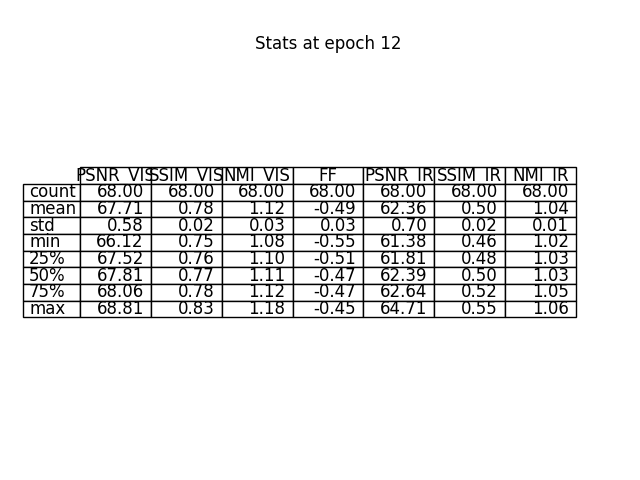 Stats at epoch 12
PSNR_VIS SSIM_VIS NMI_VIS FF PSNR_IR SSIM_IR NMI_IR
count 68.00 68.00 68.00 68.00 68.00 68.00 68.00
mean 67.71 0.78 1.12 -0.49 62.36 0.50 1.04
std 0.58 0.02 0.03 0.03 0.70 0.02 0.01
min 66.12 0.75 1.08 -0.55 61.38 0.46 1.02
25% 67.52 0.76 1.10 -0.51 61.81 0.48 1.03
50% 67.81 0.77 1.11 -0.47 62.39 0.50 1.03
75% 68.06 0.78 1.12 -0.47 62.64 0.52 1.05
max 68.81 0.83 1.18 -0.45 64.71 0.55 1.06